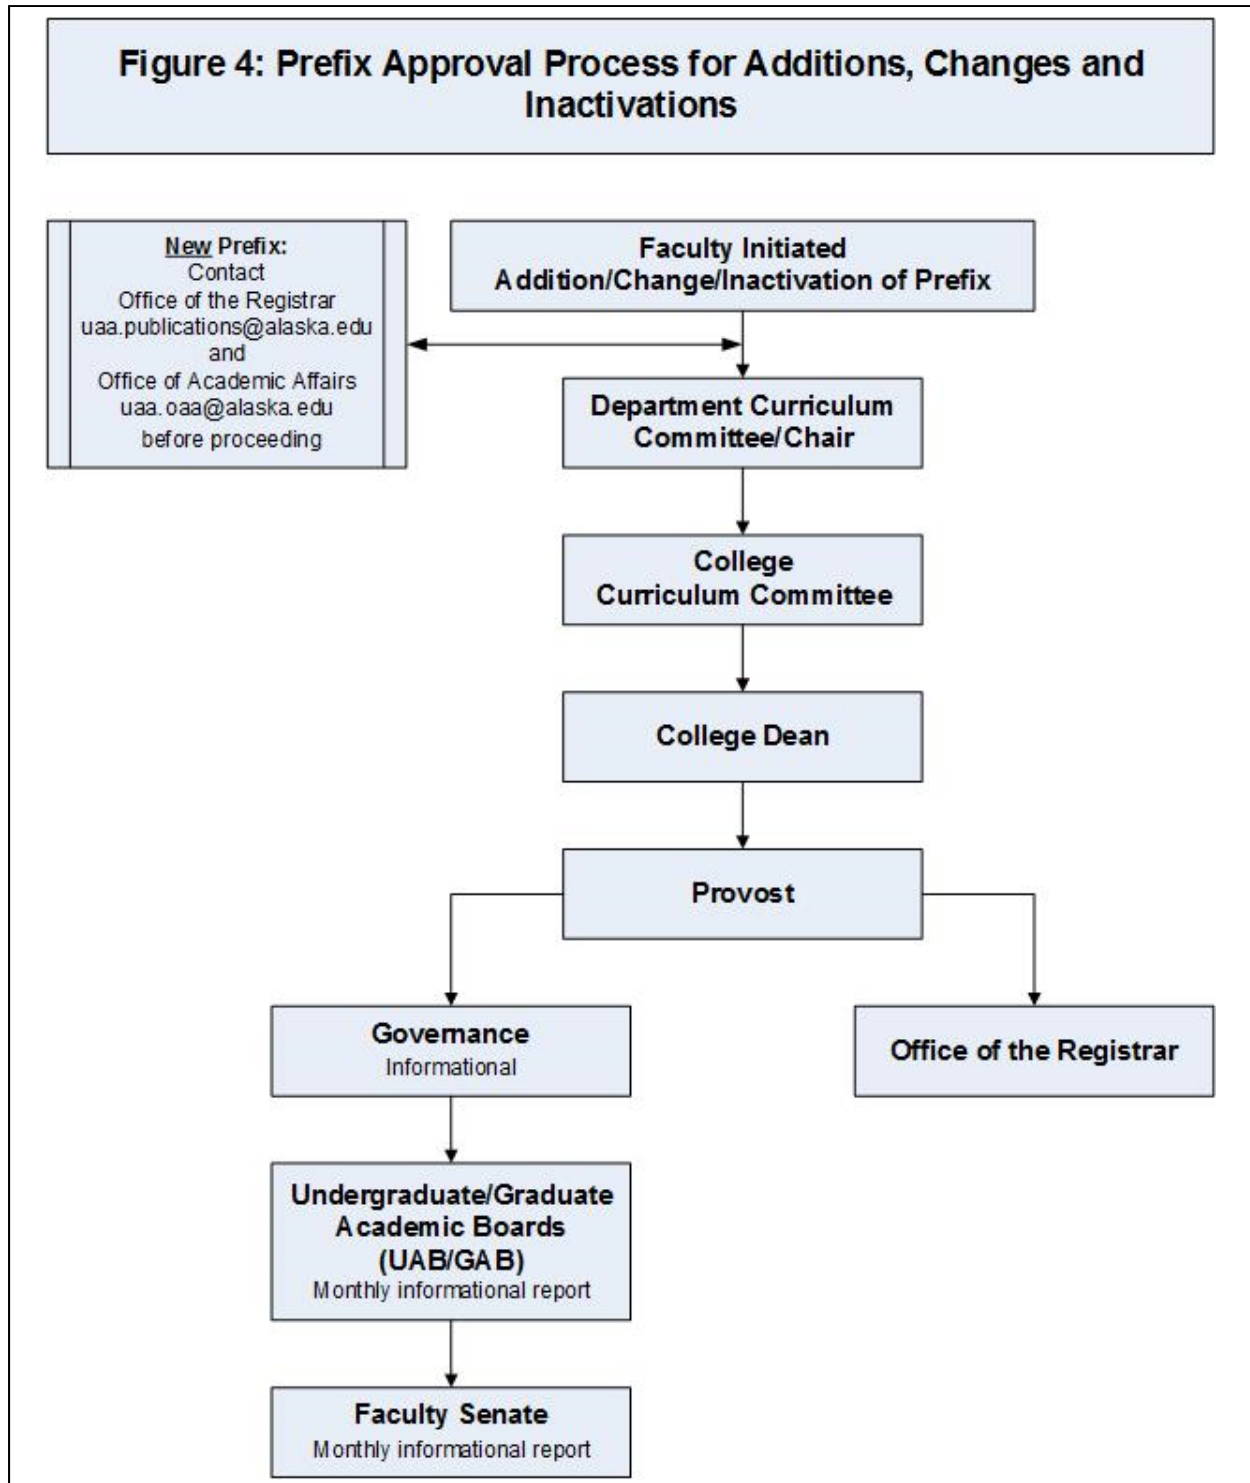 Figure 4: Prefix Approval Process for Additions, Changes and
Inactivations
New Prefix:
Contact
Office of the Registrar
uaa.publications@alaska.edu
and
Office of Academic Affairs
uaa.oaa@alaska.edu
before proceeding
Faculty Initiated
Addition/Change/Inactivation of Prefix
Department Curriculum
Committee/Chair
College
Curriculum Committee
College Dean
Provost
Governance
Informational
Office of the Registrar
Undergraduate/Graduate
Academic Boards
(UAB/GAB)
Monthly informational report
Faculty Senate
Monthly informational report